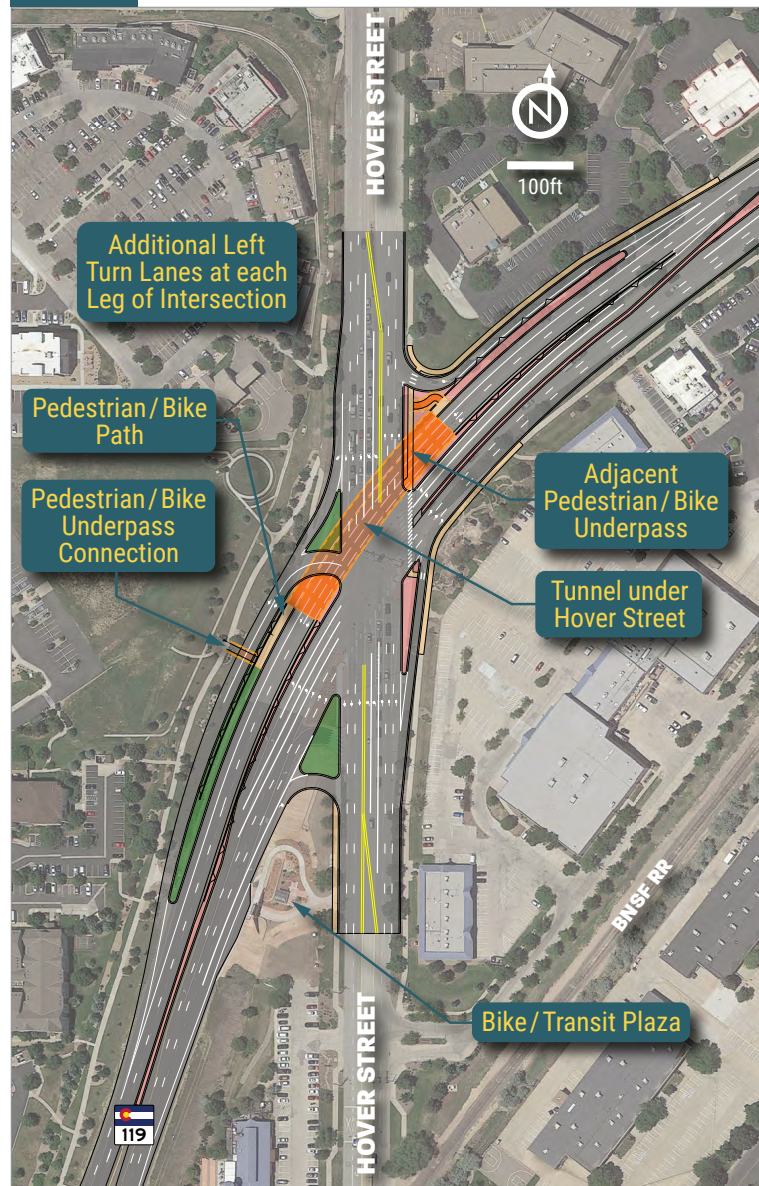 HOVER STREET
N
100ft
Additional Left
Turn Lanes at each
Leg of Intersection
Pedestrian / Bike
Path
Pedestrian / Bike
Underpass
Connection
Adjacent
Pedestrian / Bike
Underpass
Tunnel under
Hover Street
BNSF RR
Bike / Transit Plaza
HOVER STREET
119